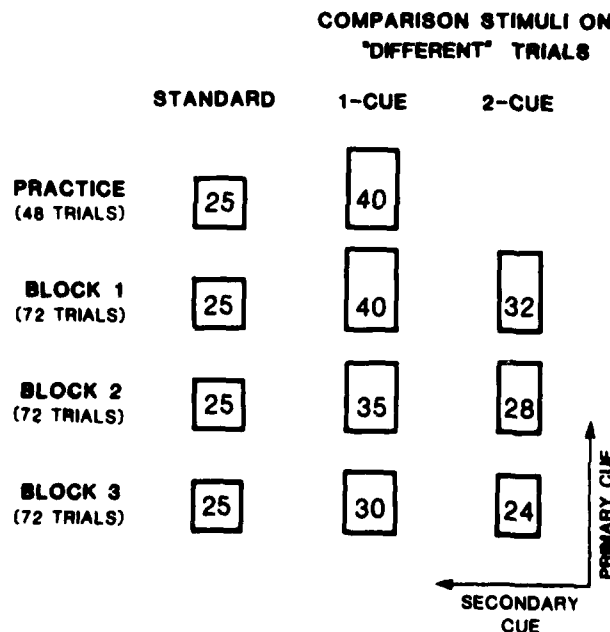 COMPARISON STIMULI ON
"DIFFERENT" TRIALS
STANDARD 1-CUE 2-CUE
PRACTICE
(48 TRIALS)
25 40
BLOCK 1
(72 TRIALS)
25 40 32
BLOCK 2
(72 TRIALS)
25 35 28
BLOCK 3
(72 TRIALS)
25 30 24
PRIMARY CUE
SECONDARY
CUE